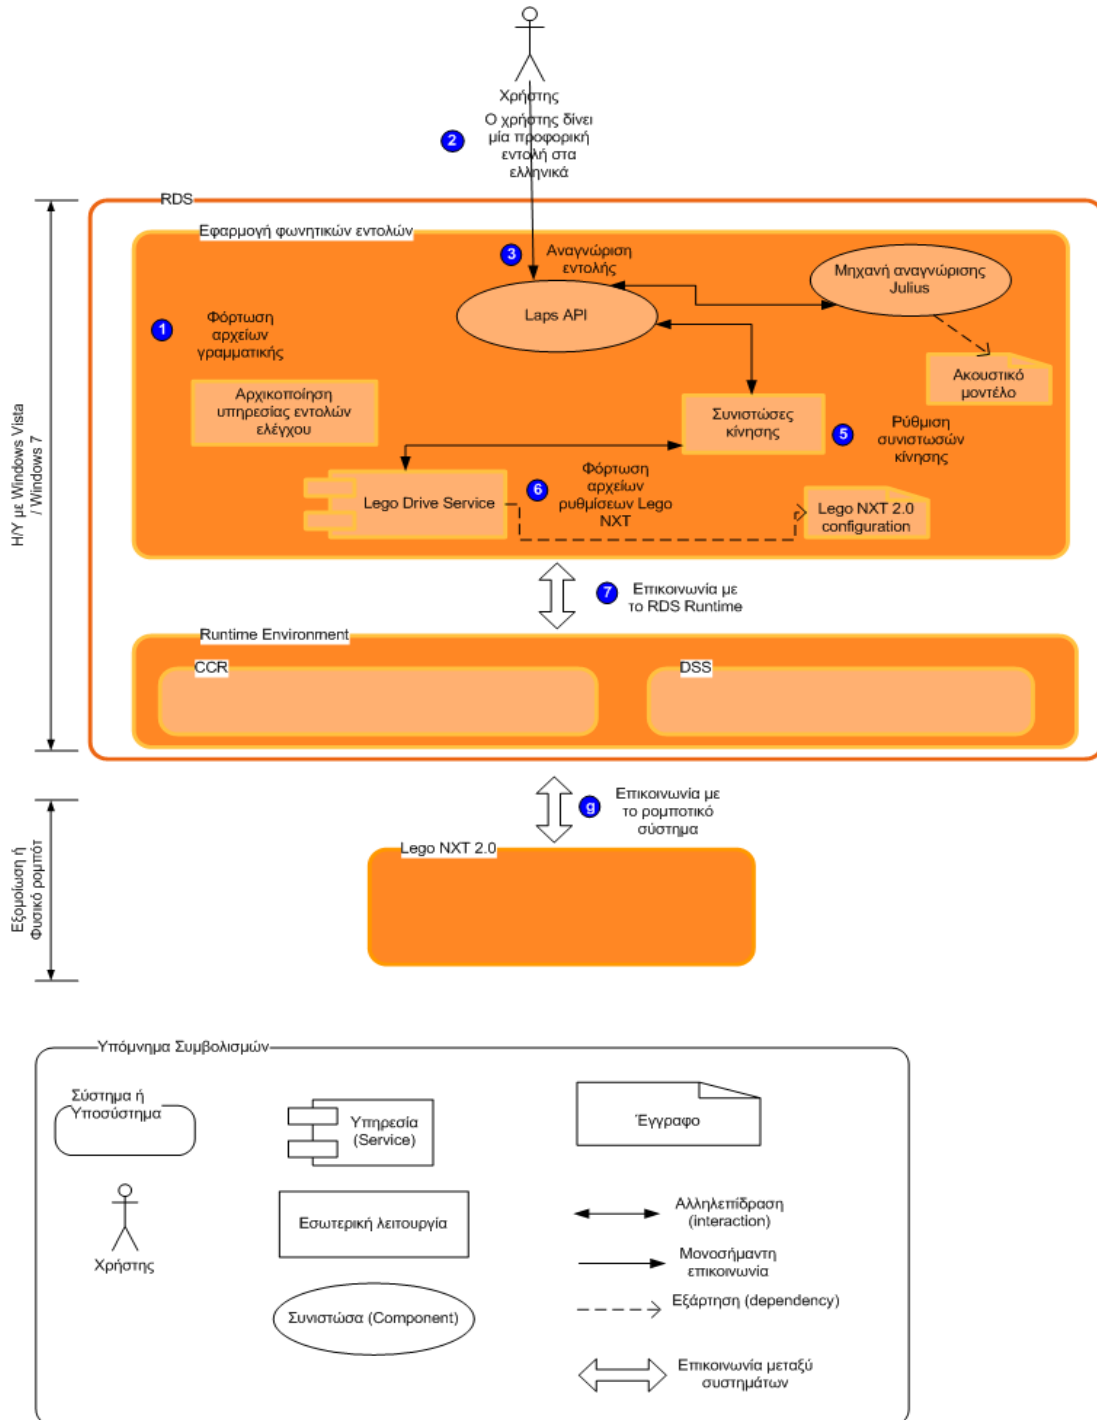 Χρήστης
2
Ο χρήστης δίνει
μία προφορική
εντολή στα
ελληνικά
RDS
Εφαρμογή φωνητικών εντολών
3
Αναγνώριση
εντολής
Μηχανή αναγνώρισης
Julius
Laps API
1
Φόρτωση
αρχείων
γραμματικής
Ακουστικό
μοντέλο
Αρχικοποίηση
υπηρεσίας εντολών
ελέγχου
Συνιστώσες
κίνησης
5
Ρύθμιση
συνιστωσών
κίνησης
Η/Υ με Windows Vista
/ Windows 7
Lego Drive Service
6
Φόρτωση
αρχείων
ρυθμίσεων Lego
NXT
Lego NXT 2.0
configuration
7
Επικοινωνία με
το RDS Runtime
Runtime Environment
CCR
DSS
g
Επικοινωνία με
το ρομποτικό
σύστημα
Lego NXT 2.0
Εξομοίωση ή
Φυσικό ρομπότ
Υπόμνημα Συμβολισμών
Σύστημα ή
Υποσύστημα
Υπηρεσία
(Service)
Έγγραφο
Χρήστης
Εσωτερική λειτουργία
Αλληλεπίδραση
(interaction)
Μονοσήμαντη
επικοινωνία
Συνιστώσα (Component)
Εξάρτηση (dependency)
Επικοινωνία μεταξύ
συστημάτων